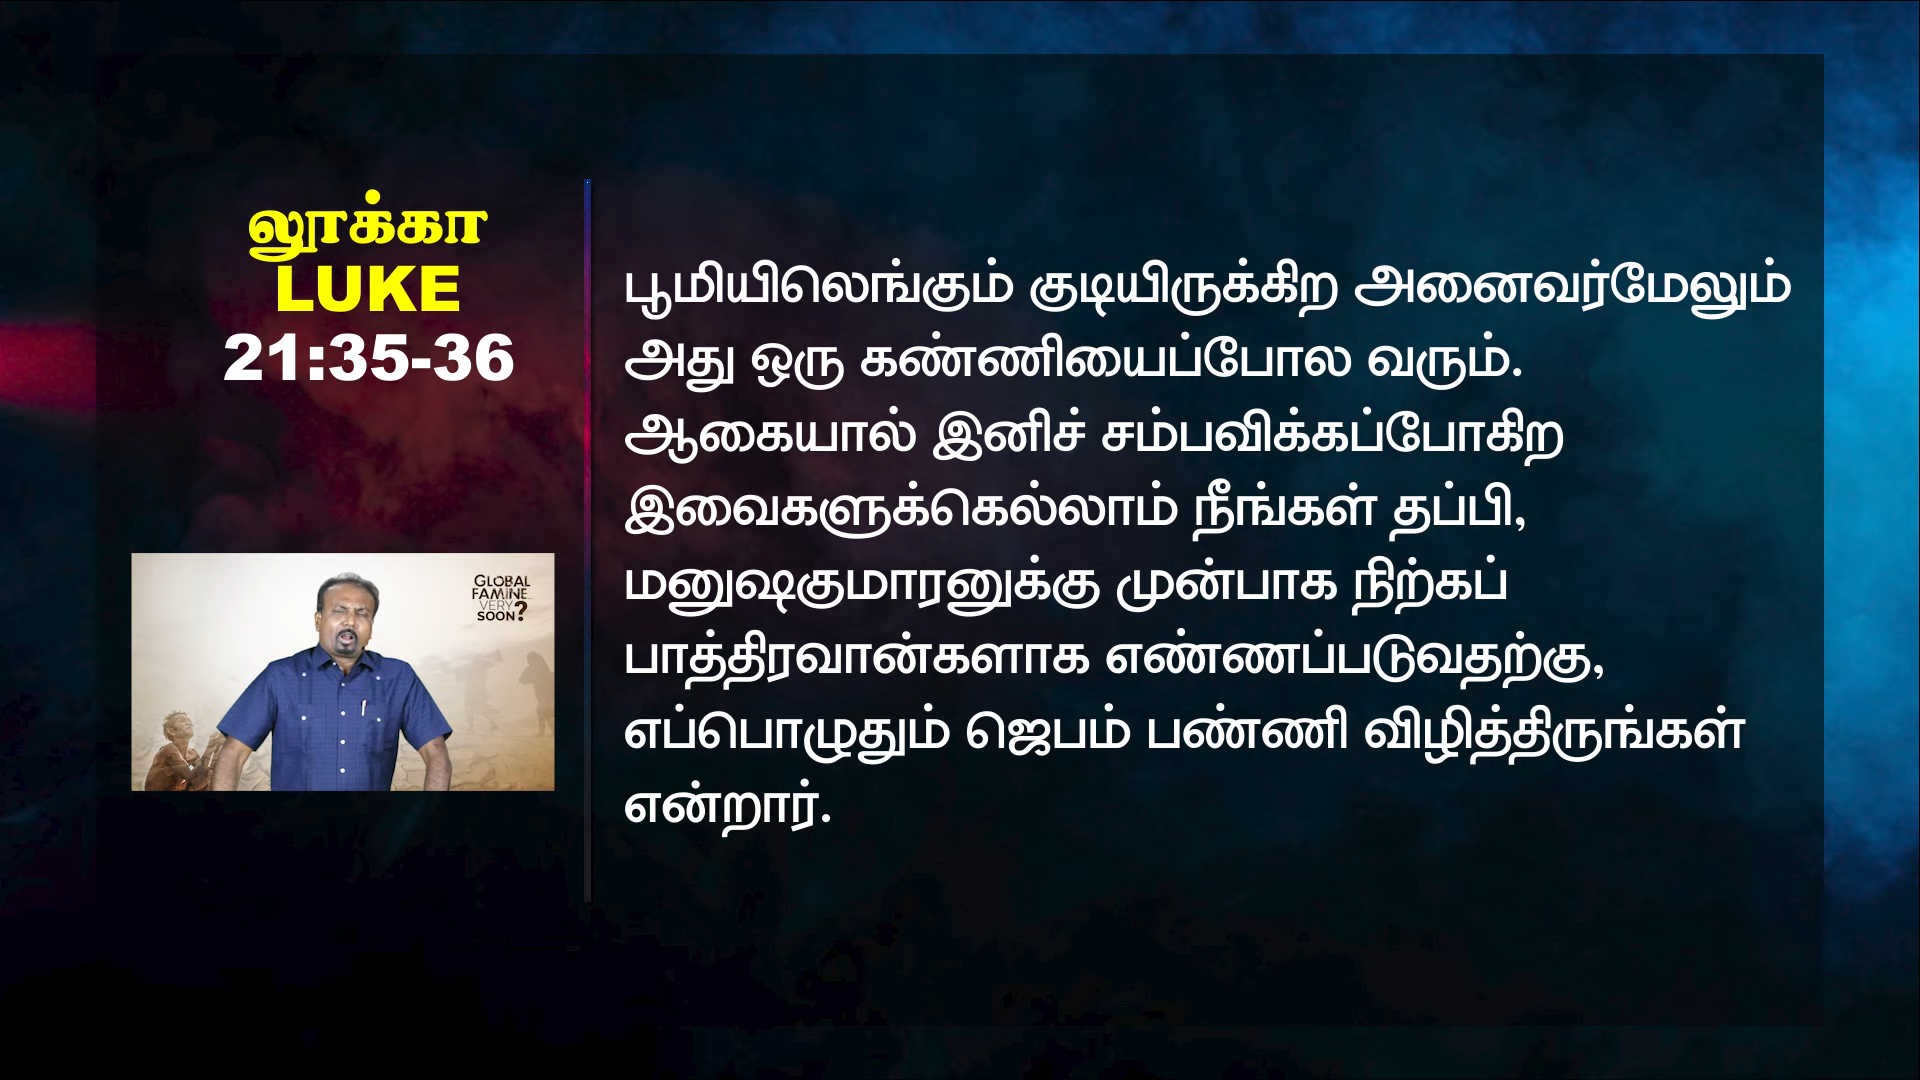 லூக்கா
LUKE
21:35-36
பூமியிலெங்கும் குடியிருக்கிற அனைவர்மேலும்
அது ஒரு கண்ணியைப்போல வரும்.
ஆகையால் இனிச் சம்பவிக்கப்போகிற
இவைகளுக்கெல்லாம் நீங்கள் தப்பி,
மனுஷகுமாரனுக்கு முன்பாக நிற்கப்
பாத்திரவான்களாக எண்ணப்படுவதற்கு,
எப்பொழுதும் ஜெபம் பண்ணி விழித்திருங்கள்
என்றார்.
GLOBAL
FAMINE
VERY
SOON?